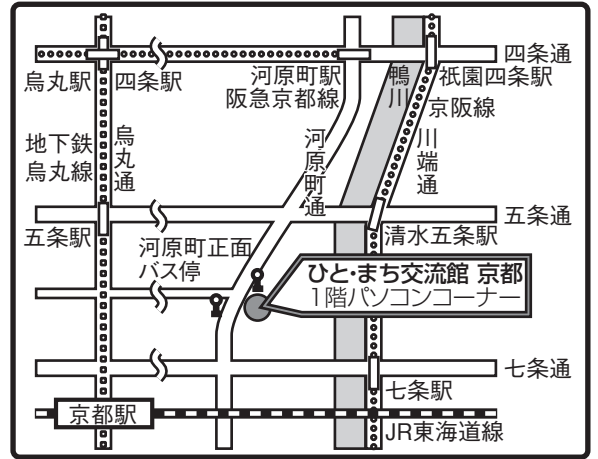 四条通
烏丸駅
四条駅
河原町駅
阪急京都線
鴨川
祇園四条駅
京阪線
川端通
地下鉄
烏丸線
烏丸通
河原町通
五条通
五条駅
清水五条駅
河原町正面
バス停
ひと・まち交流館 京都
1階パソコンコーナー
七条通
七条駅
京都駅
JR東海道線